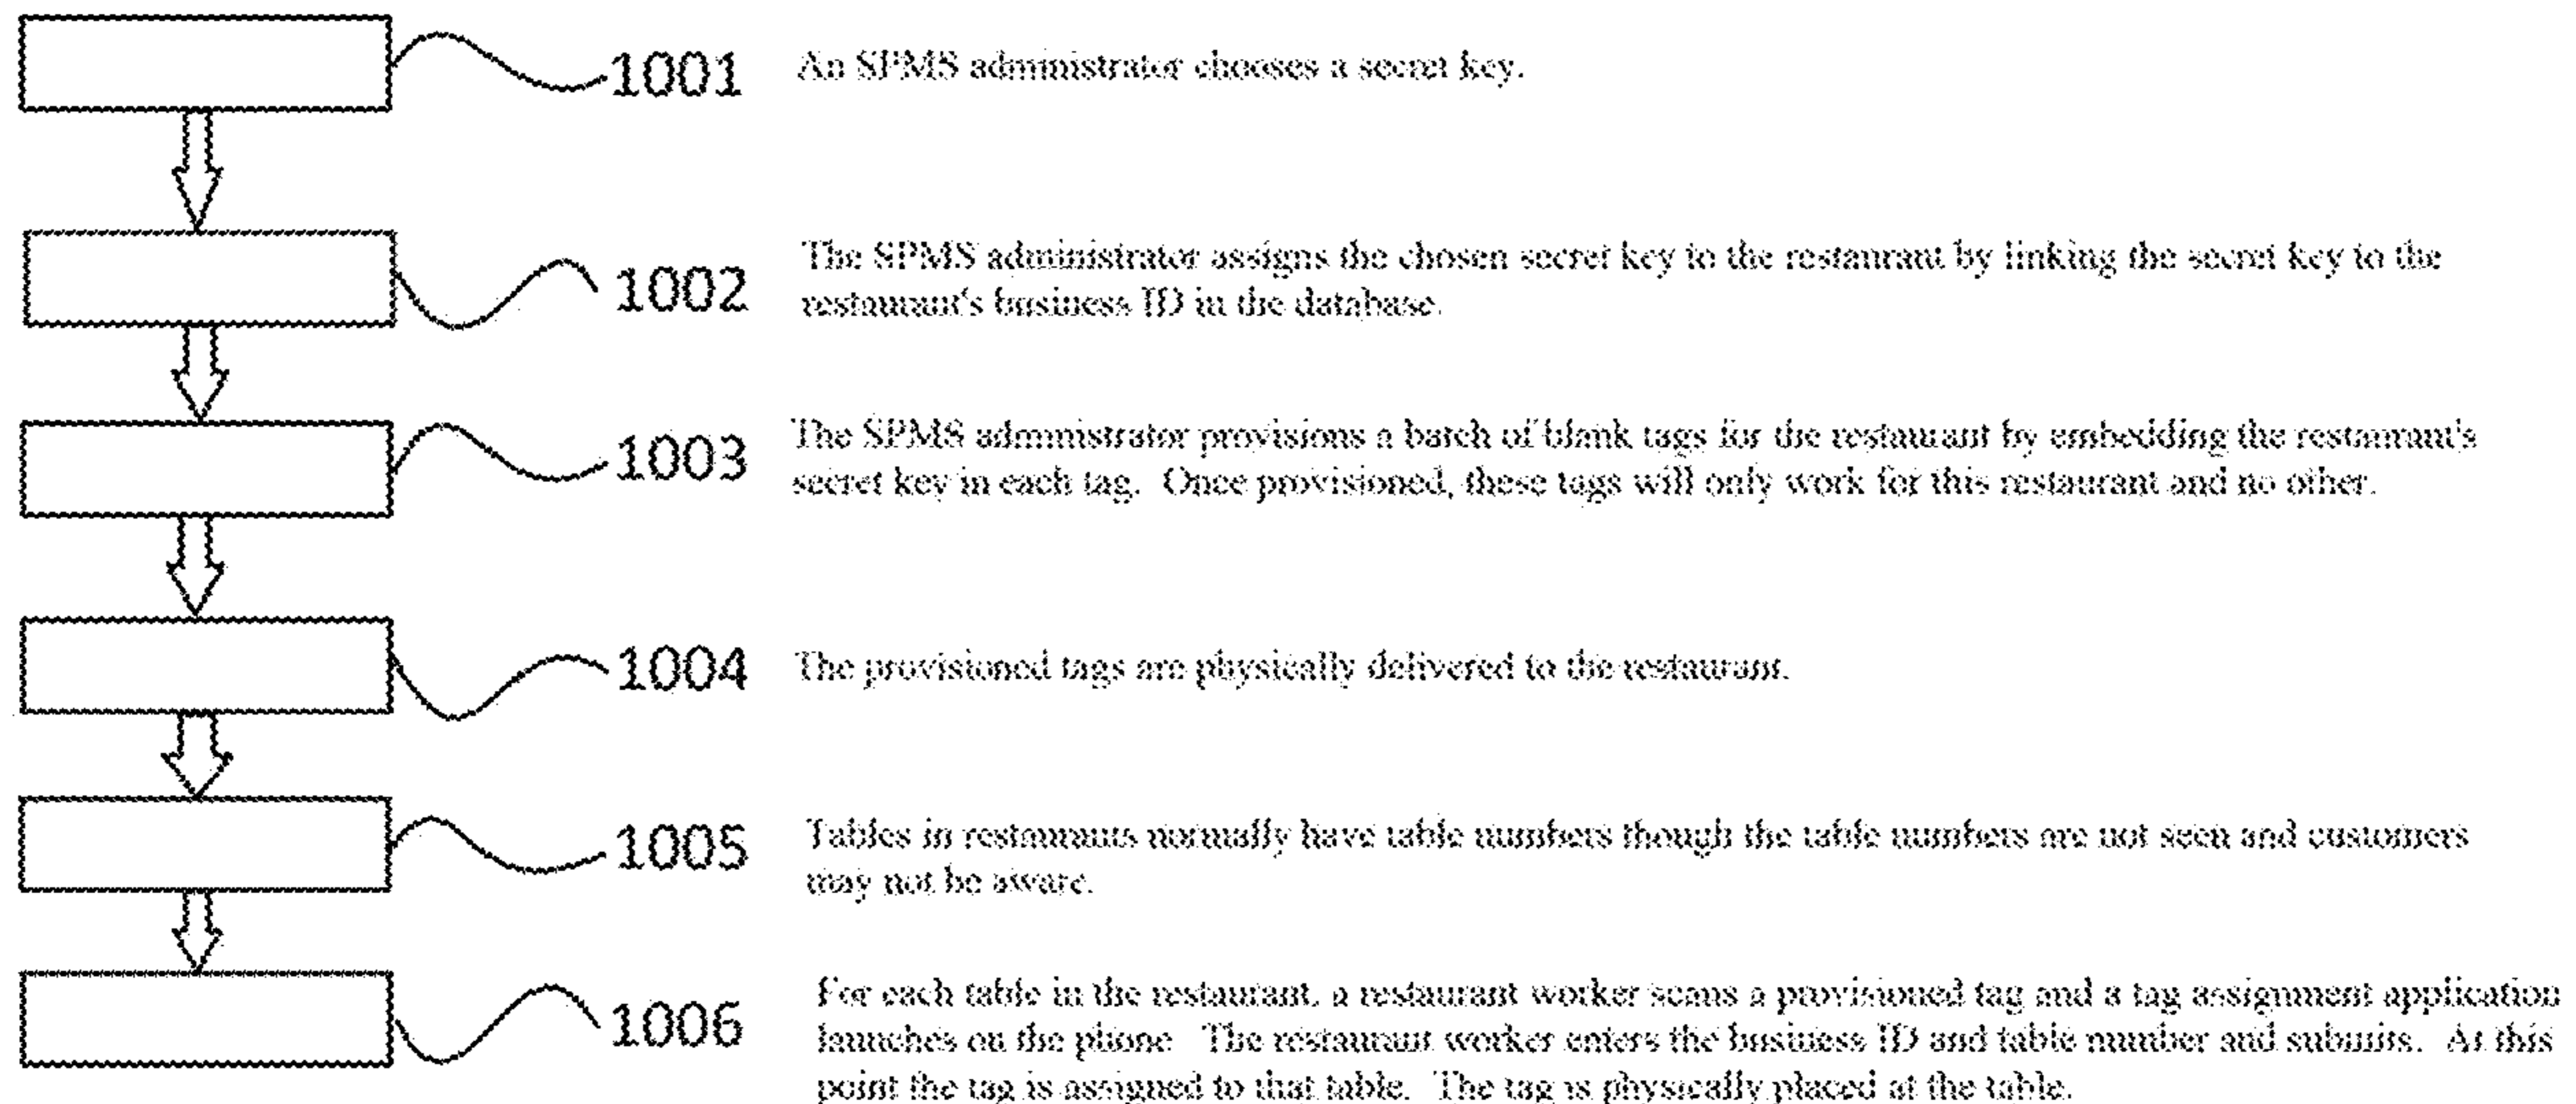 1001 An SPMS administrator chooses a secret key.
1002 The SPMS administrator assigns the chosen secret key to the restaurant by linking the secret key to the
restaurant's business ID in the database.
1003 The SPMS administrator provisions a batch of blank tags for the restaurant by embedding the restaurant's
secret key in each tag. Once provisioned, these tags will only work for this restaurant and no other.
1004 The provisioned tags are physically delivered to the restaurant.
1005 Tables in restaurants normally have table numbers though the table numbers are not seen and customers
may not be aware.
1006 For each table in the restaurant, a restaurant worker scans a provisioned tag and a tag assignment application
launches on the phone The restaurant worker enters the business ID and table number and submits. At this
point the tag is assigned to that table. The tag is physically placed at the table.